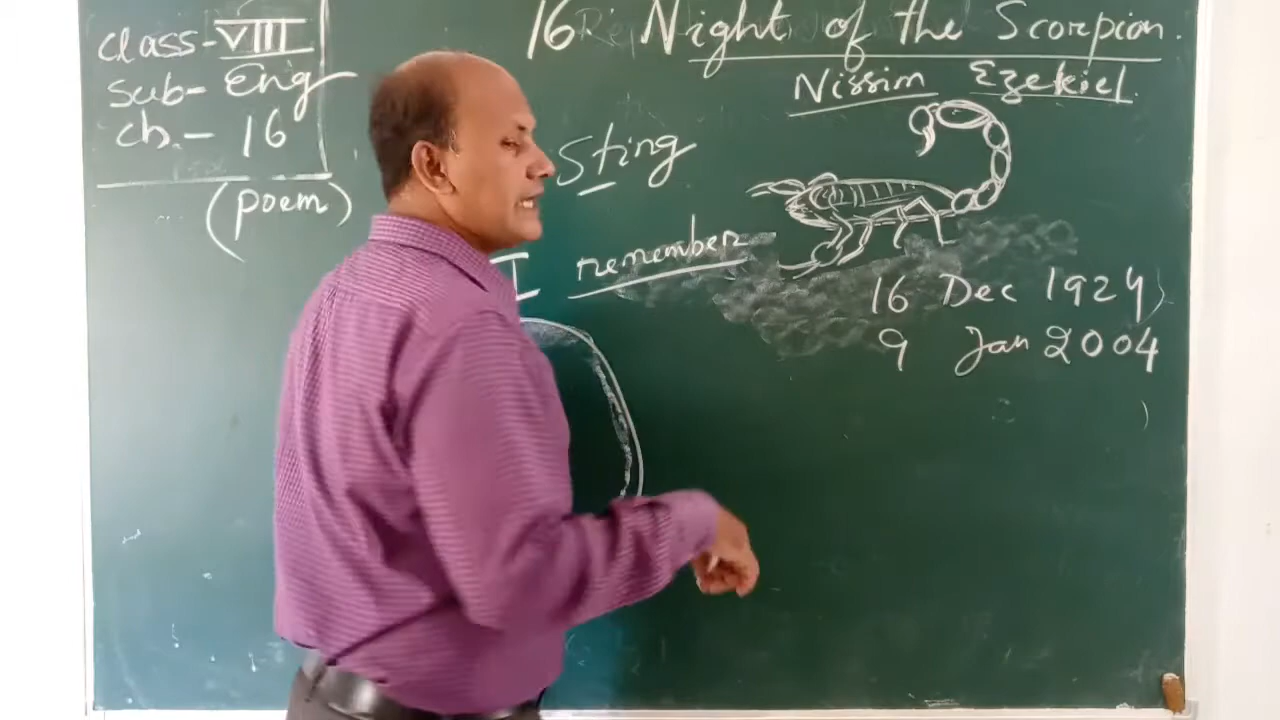 class-VIII
sub- Eng
ch.- 16
(poem)
16 Night of the Scorpion.
Nissim Ezekiel.
Sting
I remember
16 Dec 1924
9 Jan 2004